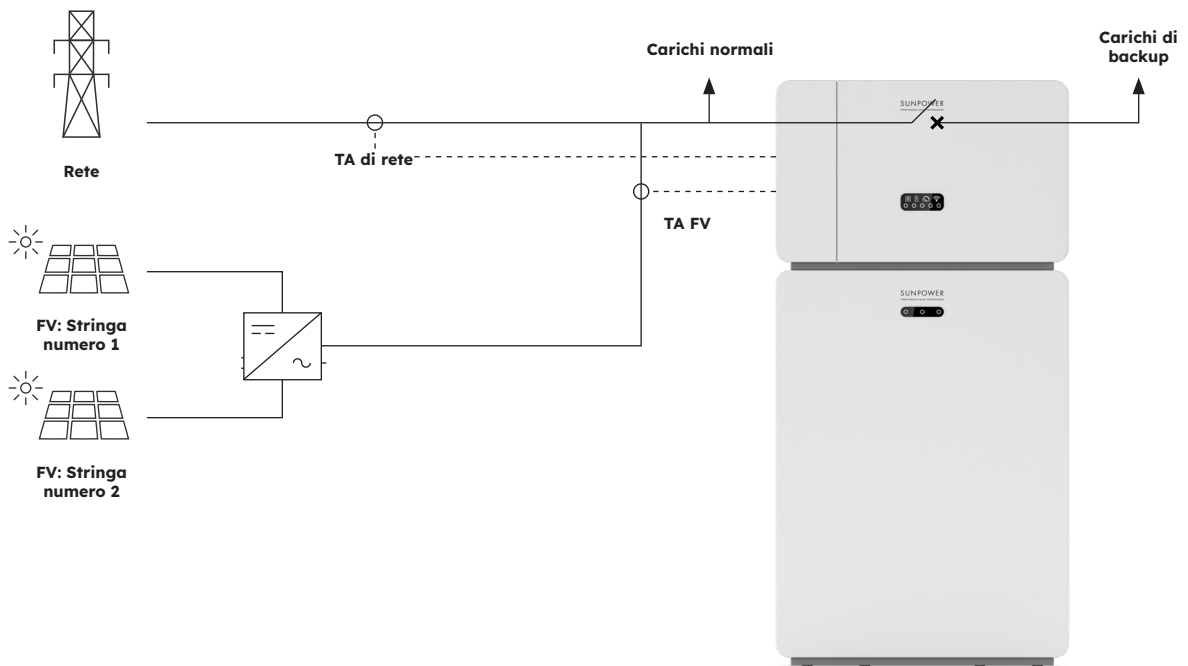 Carichi normali
Carichi di
backup
SUNPOWER
Rete
TA di rete
TA FV
FV: Stringa
numero 1
SUNPOWER
FV: Stringa
numero 2